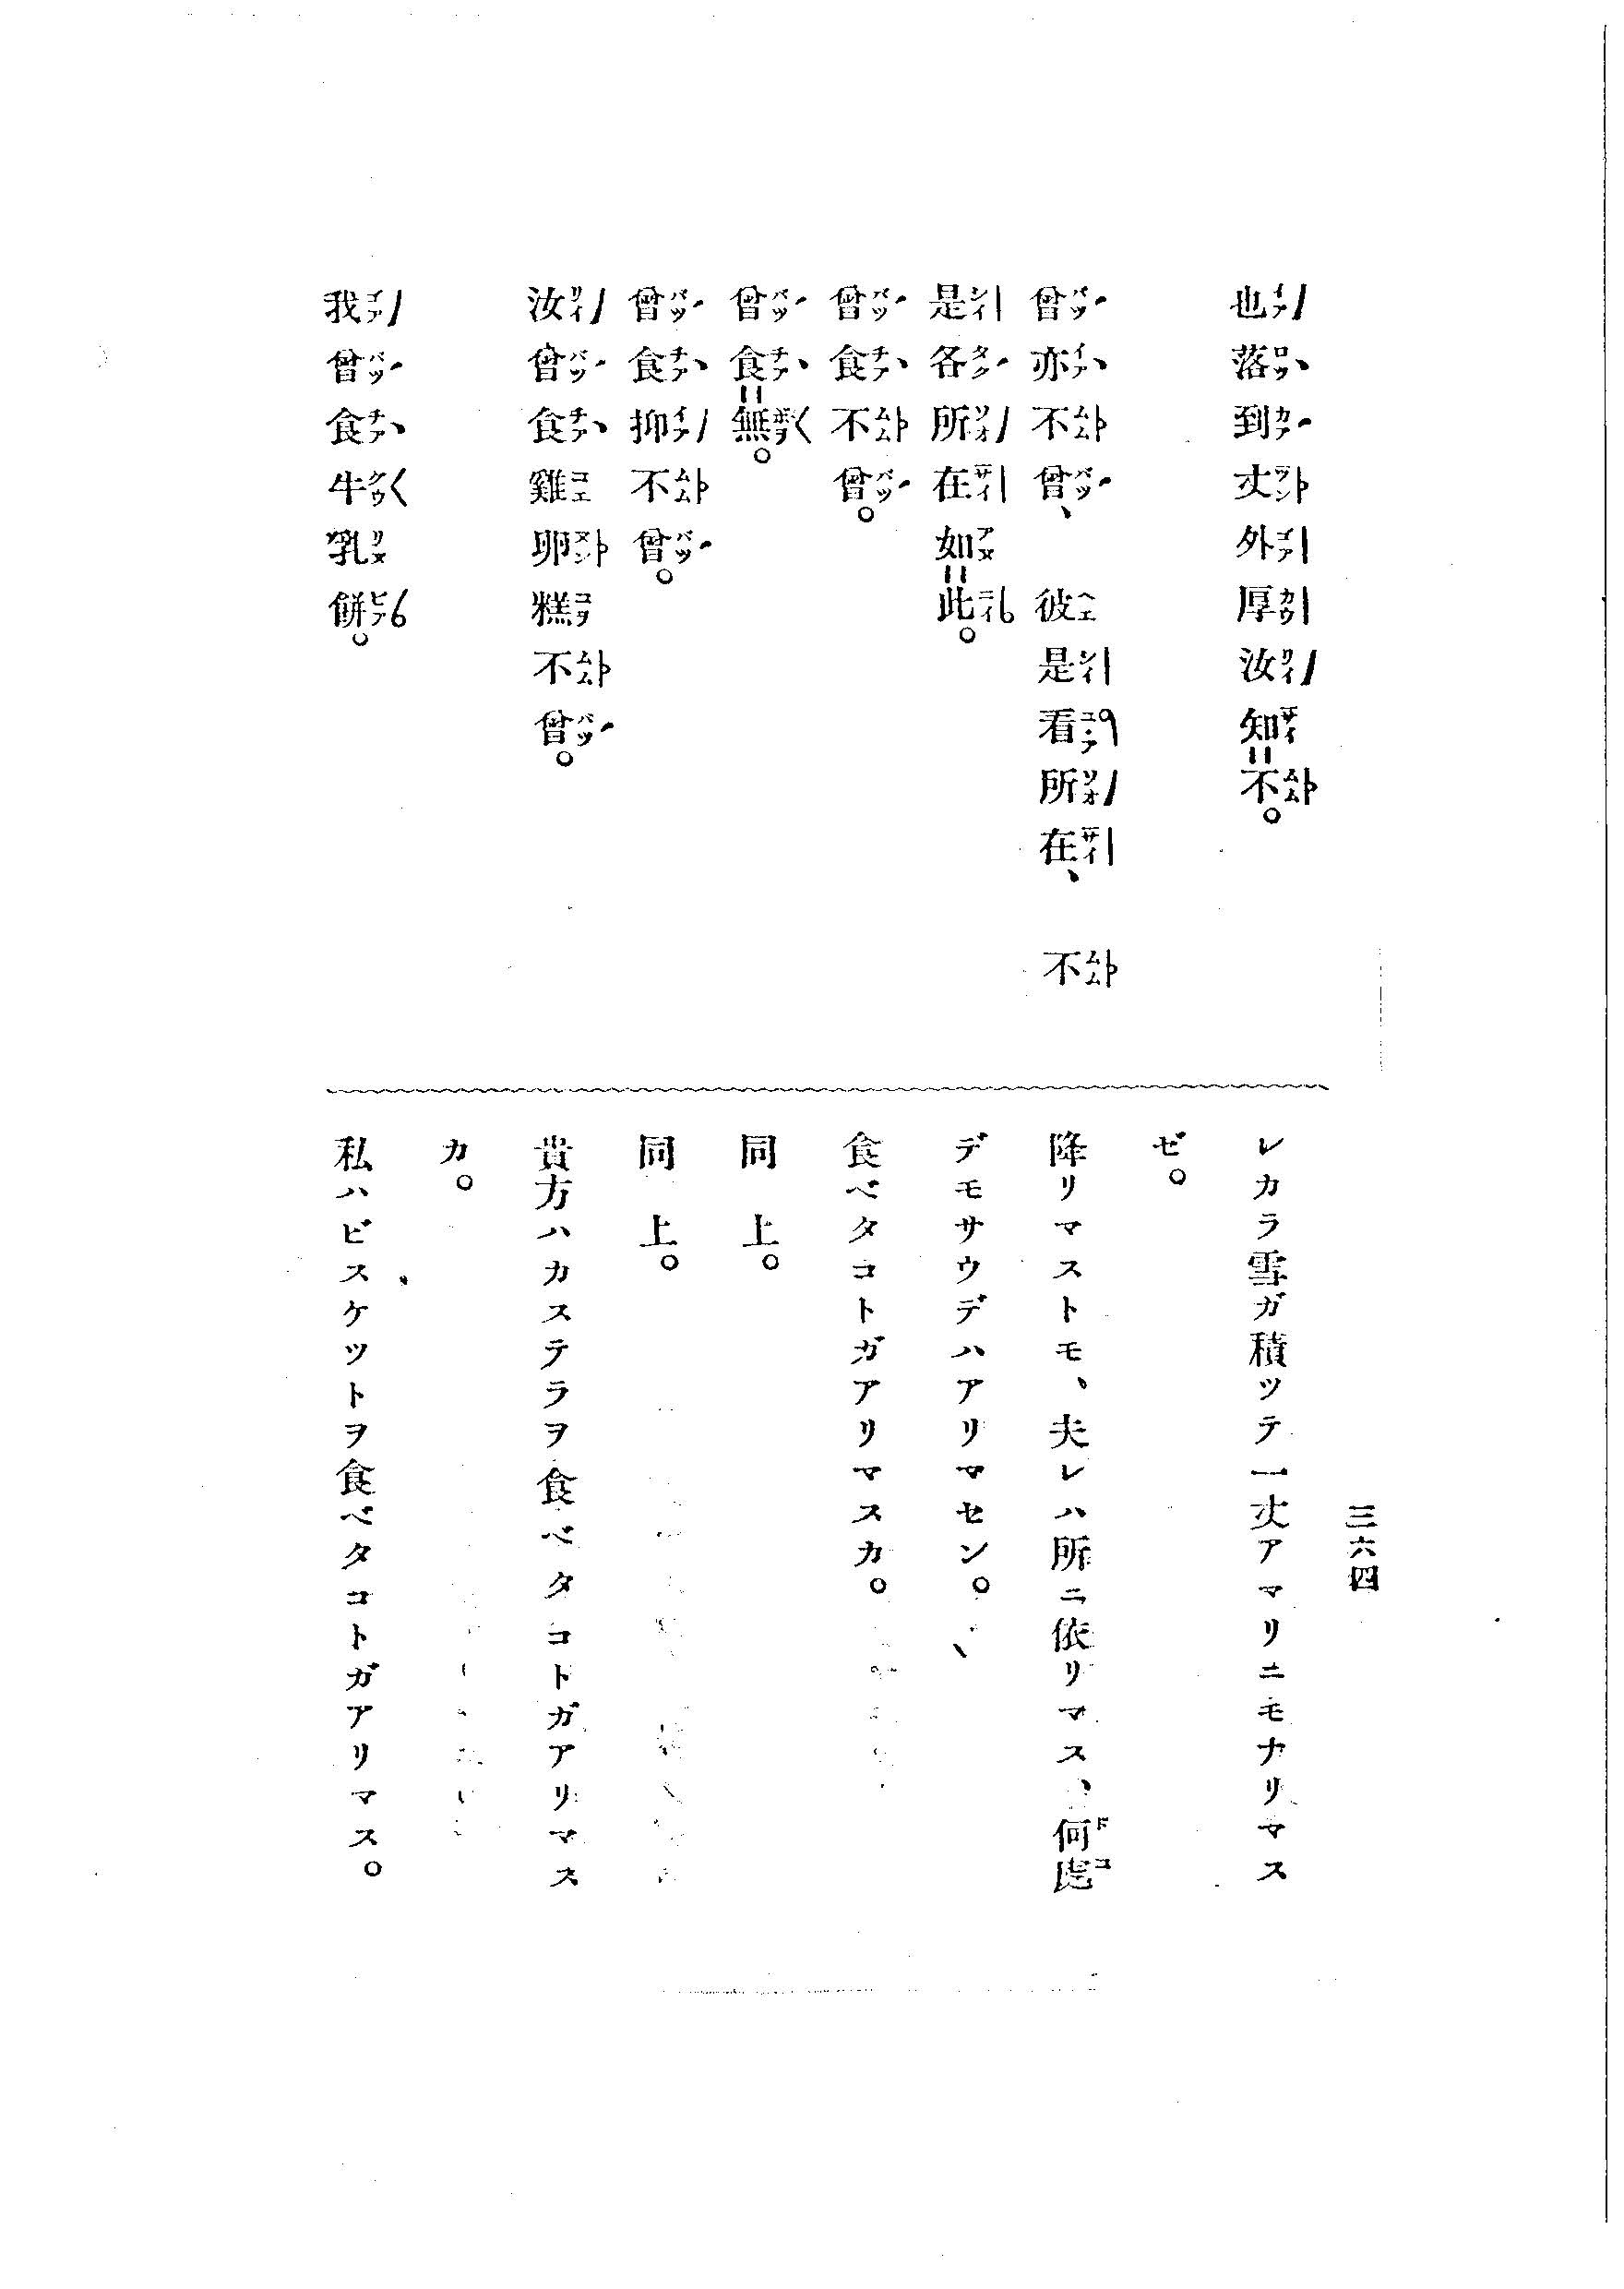 三六四
也落到丈外厚汝知不。
曾亦不曾、彼是看所在、不
是各所在如此。
曾食不曾。
曾食無。
曾食抑不曾。
汝曾食雞卵糕不曾。
我曾食牛乳餅。
レカラ雪ガ積ッテ一丈アマリニモナリマス
ゼ。
降リマストモ、夫レハ所ニ依リマス、何處
デモサウデハアリマセン。
食ベタコトガアリマスカ。
同上。
同上。
貴方ハカステラヲ食ベタコトガアリマス
カ。
私ハビスケットヲ食ベタコトガアリマス。